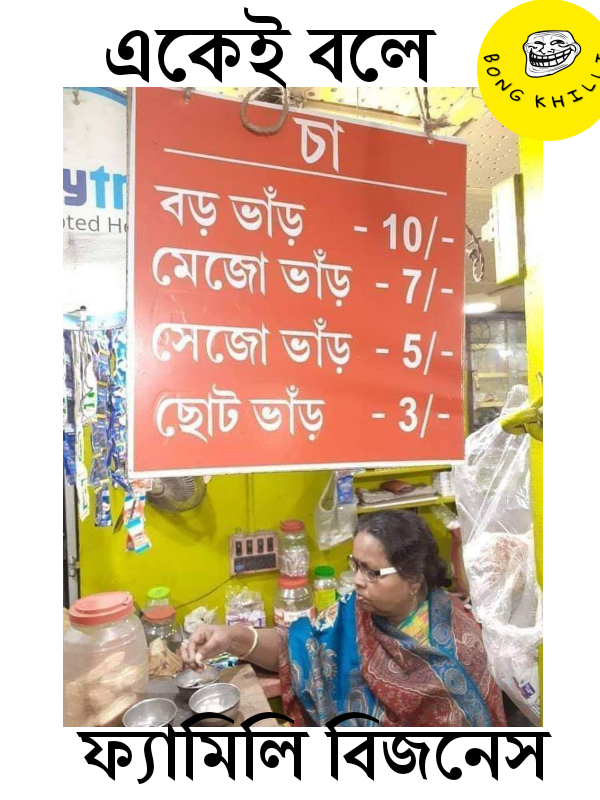 একেই বলে
BONG KHILLI
চা
বড় ভাঁড় - 10/-
মেজো ভাঁড় - 7/-
সেজো ভাঁড় - 5/-
ছোট ভাঁড় - 3/-
ফ্যামিলি বিজনেস